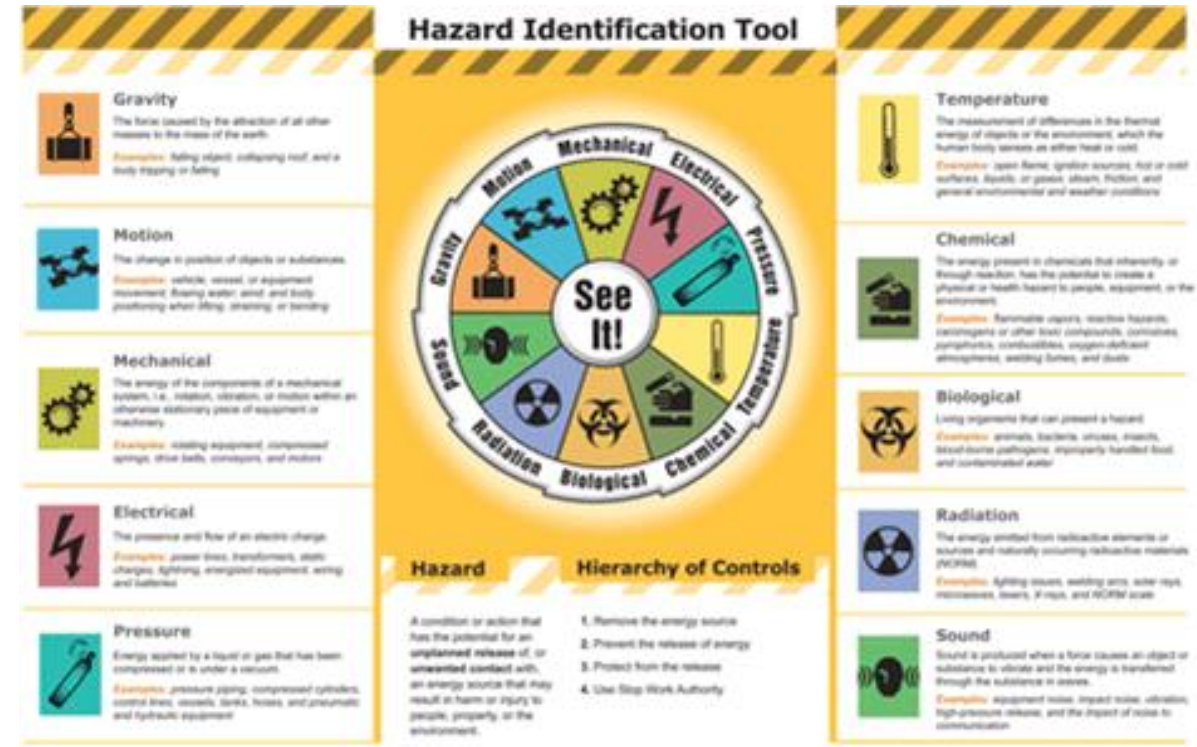 Hazard Identification Tool
Gravity
The force caused by the attraction of all other
masses to the mass of the earth.
Examples: falling object, collapsing roof, and a
body tripping or falling
Motion
The change in position of objects or substances.
Examples: vehicle, vessel, or equipment
movement; flowing water; wind; and body
positioning when lifting, straining, or bending
Mechanical
The energy of the components of a mechanical
system, i.e., rotation, vibration, or motion within an
otherwise stationary piece of equipment or
machinery.
Examples: rotating equipment, compressed
springs, drive belts, conveyors, and motors
Electrical
The presence and flow of an electric charge.
Examples: power lines, transformers, static
charges, lightning, energized equipment, wiring
and batteries
Pressure
Energy applied by a liquid or gas that has been
compressed or is under a vacuum.
Examples: pressure piping, compressed cylinders,
control lines, vessels, tanks, hoses, and pneumatic
and hydraulic equipment
Mechanical
Electrical
Pressure
Temperature
Chemical
Biological
Radiation
Sound
Gravity
Motion
See
It!
Hazard
A condition or action that
has the potential for an
unplanned release of, or
unwanted contact with,
an energy source that may
result in harm or injury to
people, property, or the
environment.
Hierarchy of Controls
1. Remove the energy source
2. Prevent the release of energy
3. Protect from the release
4. Use Stop Work Authority
Temperature
The measurement of differences in the thermal
energy of objects or the environment, which the
human body senses as either heat or cold.
Examples: open flame, ignition sources, hot or cold
surfaces, liquids, or gases; steam, friction, and
general environmental and weather conditions
Chemical
The energy present in chemicals that inherently, or
through reaction, has the potential to create a
physical or health hazard to people, equipment, or the
environment.
Examples: flammable vapors, reactive hazards,
carcinogens or other toxic compounds, corrosives,
pyrophorics, combustibles, oxygen-deficient
atmospheres, welding fumes, and dusts
Biological
Living organisms that can present a hazard.
Examples: animals, bacteria, viruses, insects,
blood-borne pathogens, improperly handled food,
and contaminated water
Radiation
The energy emitted from radioactive elements or
sources and naturally occurring radioactive materials
(NORM).
Examples: lighting issues, welding arcs, solar rays,
microwaves, lasers, X-rays, and NORM scale
Sound
Sound is produced when a force causes an object or
substance to vibrate and the energy is transferred
through the substance in waves.
Examples: equipment noise, impact noise, vibration,
high-pressure release, and the impact of noise to
communication